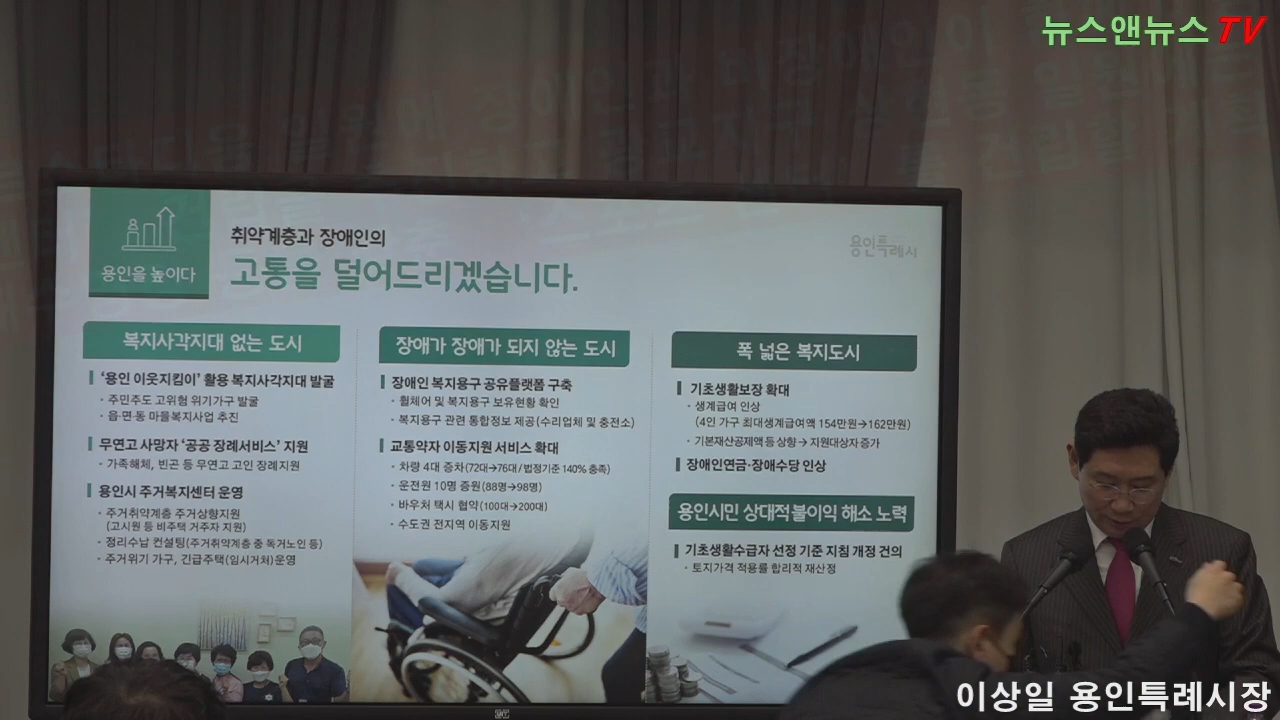 뉴스앤뉴스TV
용인을 높이다
취약계층과 장애인의
고통을 덜어드리겠습니다.
용인특례시
복지사각지대 없는 도시
'용인 이웃지킴이' 활용 복지사각지대 발굴
· 주민주도 고위험 위기가구 발굴
· 읍·면·동 마을복지사업 추진
무연고 사망자 '공공 장례서비스' 지원
· 가족해체, 빈곤 등 무연고 고인 장례지원
용인시 주거복지센터 운영
· 주거취약계층 주거상향지원
(고시원 등 비주택 거주자 지원)
· 정리수납 컨설팅(주거취약계층 중 독거노인 등)
· 주거위기 가구, 긴급주택(임시거처)운영
장애가 장애가 되지 않는 도시
장애인 복지용구 공유플랫폼 구축
· 휠체어 및 복지용구 보유현황 확인
· 복지용구 관련 통합정보 제공(수리업체 및 충전소)
교통약자 이동지원 서비스 확대
· 차량 4대 증차(72대→76대/법정기준 140% 충족)
· 운전원 10명 증원(88명→98명)
· 바우처 택시 협약(100대→200대)
· 수도권 전지역 이동지원
폭 넓은 복지도시
기초생활보장 확대
· 생계급여 인상
(4인 가구 최대생계급여액 154만원→162만원)
· 기본재산공제액 등 상향 → 지원대상자 증가
장애인연금·장애수당 인상
용인시민 상대적불이익 해소 노력
기초생활수급자 선정 기준 지침 개정 건의
· 토지가격 적용률 합리적 재산정
이상일 용인특례시장